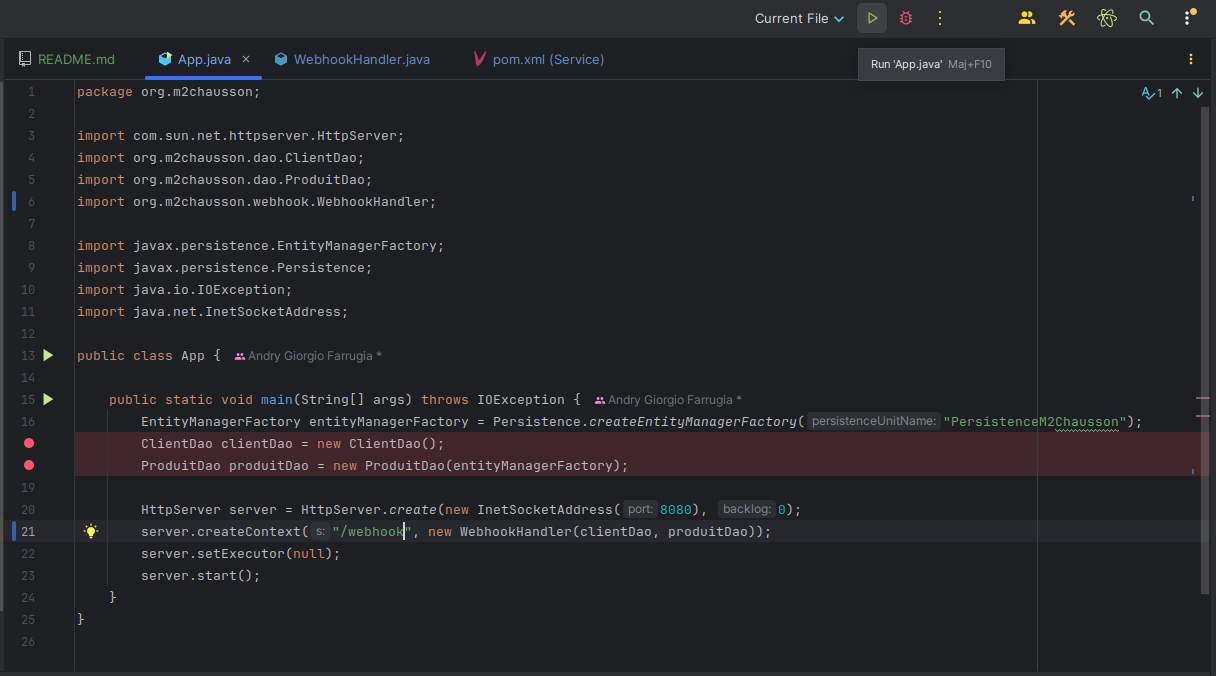 Current File
README.md
App.java
WebhookHandler.java
pom.xml (Service)
Run 'App.java' Maj+F10
1
1 package org.m2chausson;
2
3 import com.sun.net.httpserver.HttpServer;
4 import org.m2chausson.dao.ClientDao;
5 import org.m2chausson.dao.ProduitDao;
6 import org.m2chausson.webhook.WebhookHandler;
7
8 import javax.persistence.EntityManagerFactory;
9 import javax.persistence.Persistence;
10 import java.io.IOException;
11 import java.net.InetSocketAddress;
12
13 public class App { Andry Giorgio Farrugia *
14
15 public static void main(String[] args) throws IOException { Andry Giorgio Farrugia *
16 EntityManagerFactory entityManagerFactory = Persistence.createEntityManagerFactory( persistenceUnitName: "PersistenceM2Chausson");
ClientDao clientDao = new ClientDao();
ProduitDao produitDao = new ProduitDao(entityManagerFactory);
19
20 HttpServer server = HttpServer.create(new InetSocketAddress( port: 8080), backlog: 0);
21 server.createContext( s: "/webhook", new WebhookHandler(clientDao, produitDao));
22 server.setExecutor(null);
23 server.start();
24 }
25 }
26